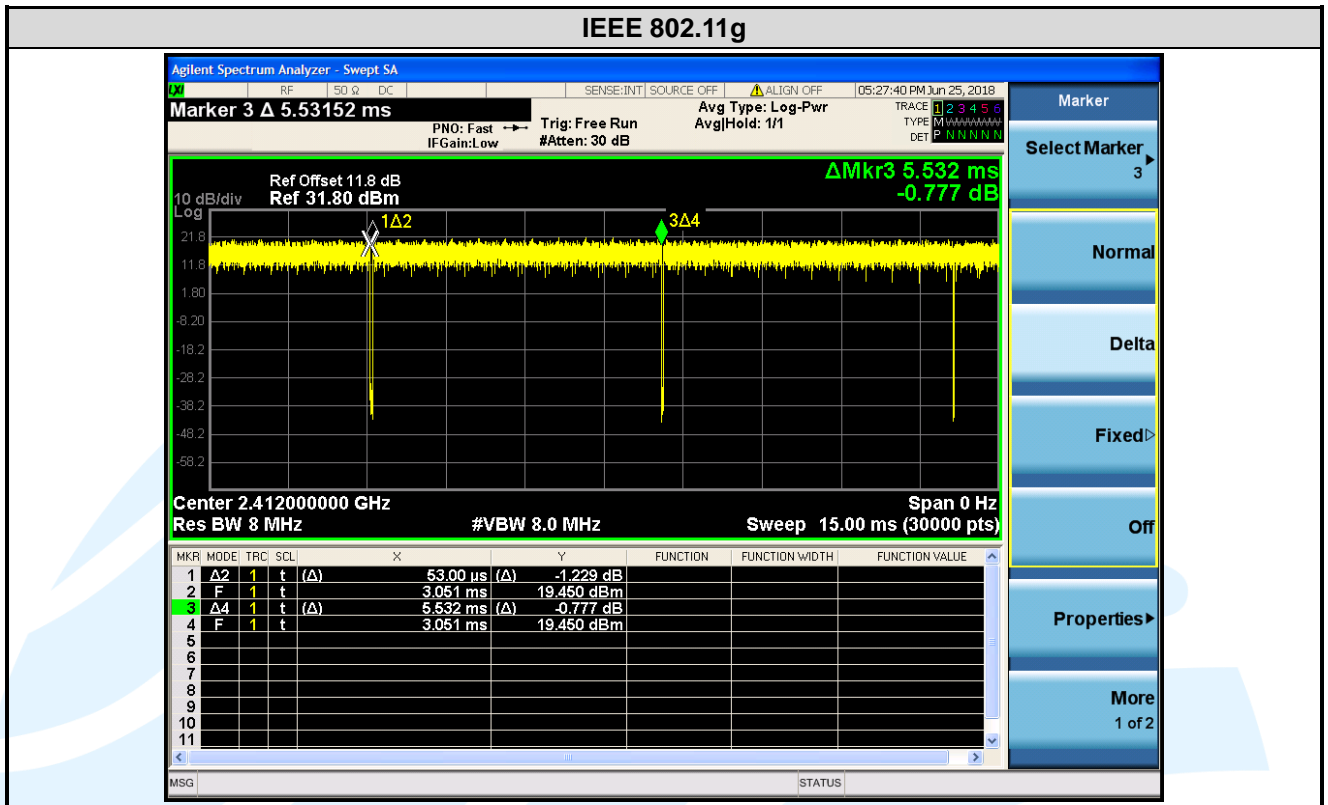 IEEE 802.11g
Agilent Spectrum Analyzer - Swept SA
LXI RF 50 Ω DC SENSE:INT SOURCE OFF ALIGN OFF 05:27:40 PM Jun 25, 2018
Marker 3 Δ 5.53152 ms
PNO: Fast
IFGain:Low
Trig: Free Run
#Atten: 30 dB
Avg Type: Log-Pwr
Avg|Hold: 1/1
TRACE 1 2 3 4 5 6
TYPE M WWWWW
DET P N N N N N
ΔMkr3 5.532 ms
-0.777 dB
Ref Offset 11.8 dB
10 dB/div Ref 31.80 dBm
Log
1Δ2
3Δ4
21.8
11.8
1.80
-8.20
-18.2
-28.2
-38.2
-48.2
-58.2
Center 2.412000000 GHz Span 0 Hz
Res BW 8 MHz #VBW 8.0 MHz Sweep 15.00 ms (30000 pts)
MKR MODE TRC SCL X Y FUNCTION FUNCTION WIDTH FUNCTION VALUE
1 Δ2 1 t (Δ) 53.00 µs (Δ) -1.229 dB
2 F 1 t 3.051 ms 19.450 dBm
3 Δ4 1 t (Δ) 5.532 ms (Δ) -0.777 dB
4 F 1 t 3.051 ms 19.450 dBm
5
6
7
8
9
10
11
MSG STATUS
Marker
Select Marker
3
Normal
Delta
Fixed
Off
Properties
More
1 of 2